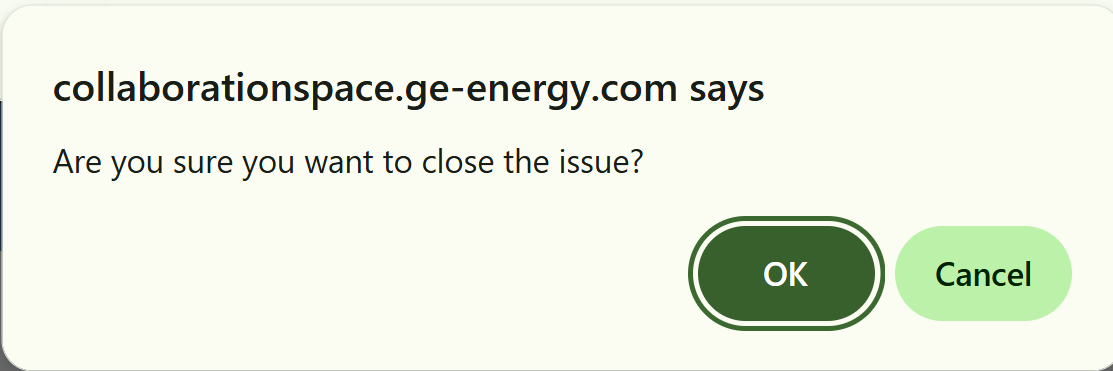 collaborationspace.ge-energy.com says
Are you sure you want to close the issue?
OK
Cancel